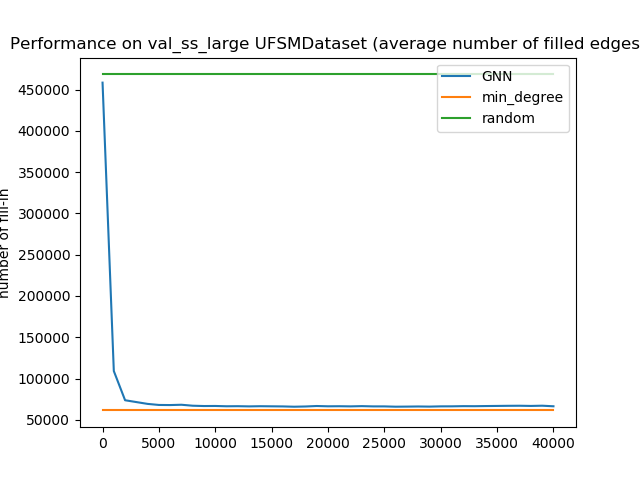 Performance on val_ss_large UFSMDataset (average number of filled edges
GNN
min_degree
random
number of fill-in
450000
400000
350000
300000
250000
200000
150000
100000
50000
0 5000 10000 15000 20000 25000 30000 35000 40000